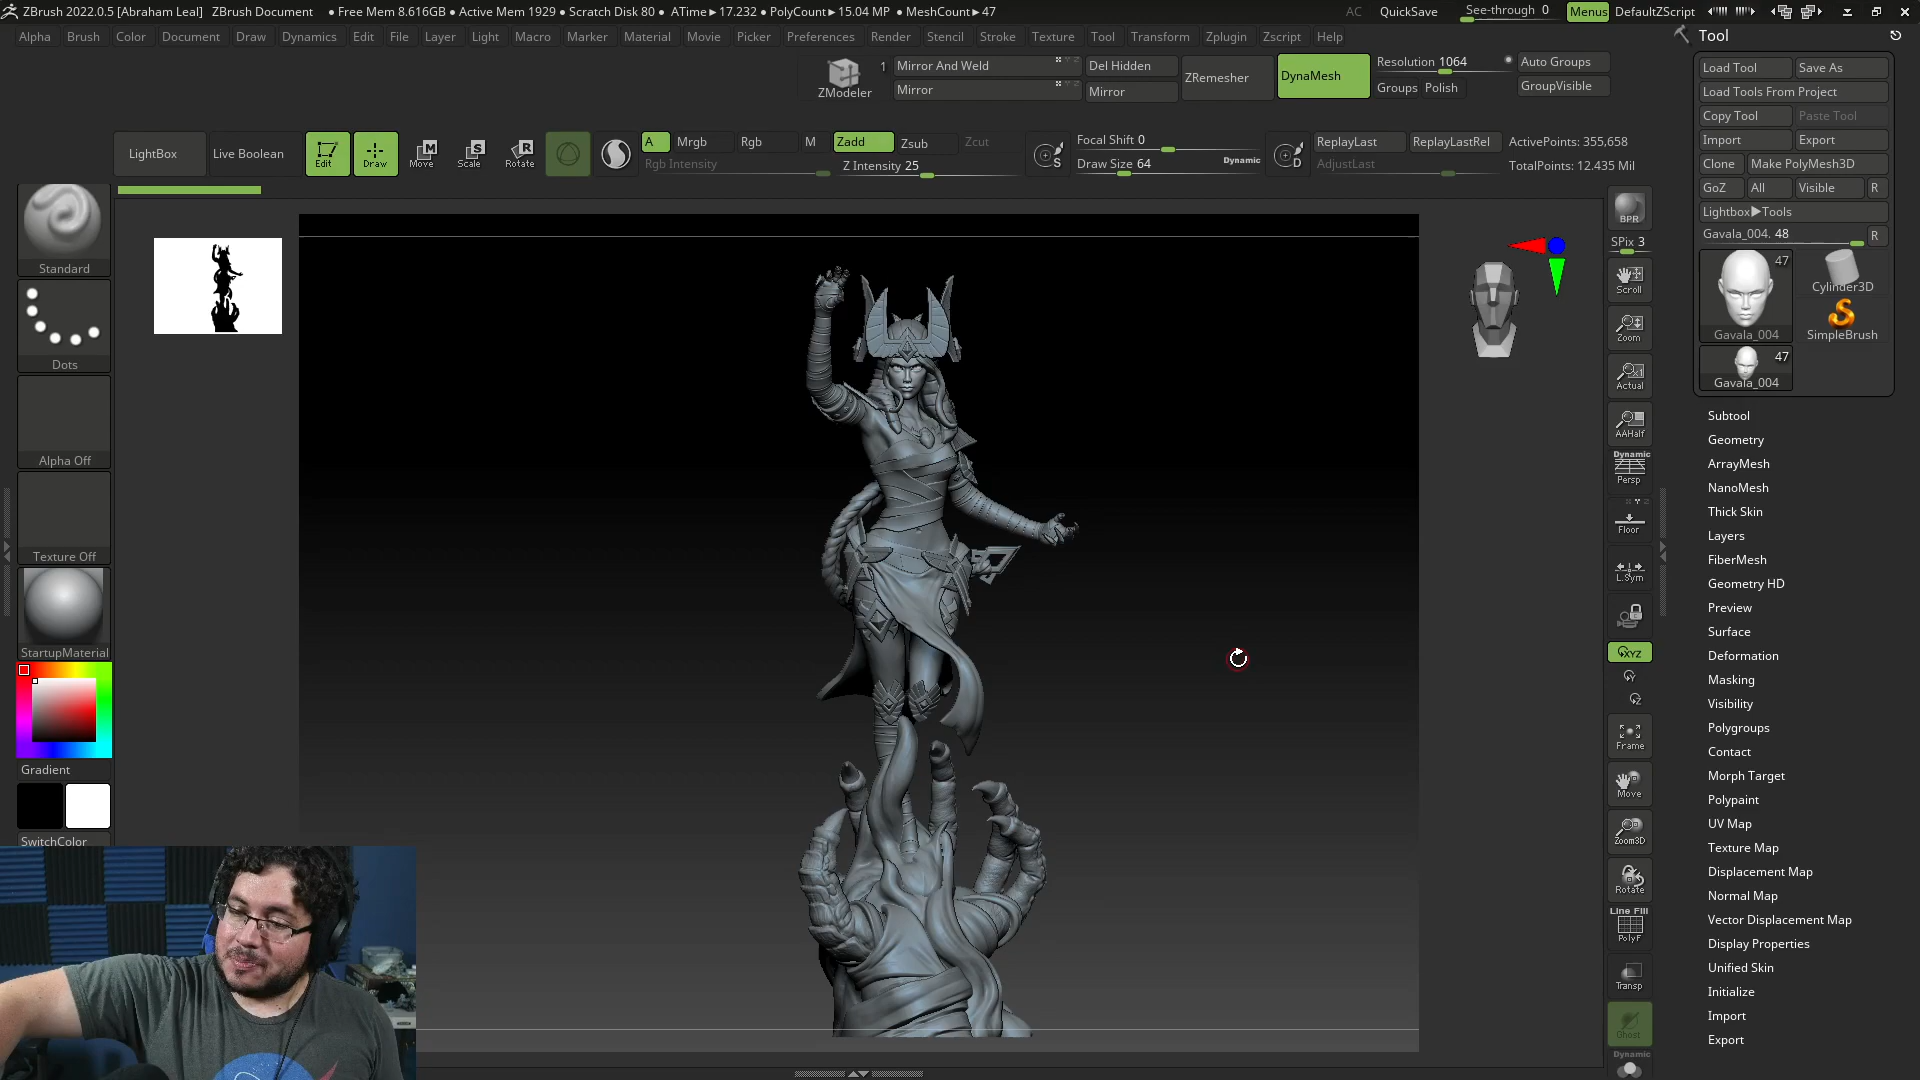 ZBrush 2022.0.5 [Abraham Leal] ZBrush Document ● Free Mem 8.616GB ● Active Mem 1929 ● Scratch Disk 80 ● ATime►17.232 ● PolyCount►15.04 MP ● MeshCount►47 AC QuickSave See-through 0 Menus DefaultZScript
Alpha Brush Color Document Draw Dynamics Edit File Layer Light Macro Marker Material Movie Picker Preferences Render Stencil Stroke Texture Tool Transform Zplugin Zscript Help
ZModeler
1
Mirror And Weld
Mirror
Del Hidden
Mirror
ZRemesher
DynaMesh
Resolution 1064
Groups Polish
Auto Groups
GroupVisible
LightBox
Live Boolean
Edit
Draw
Move
Scale
Rotate
A Mrgb Rgb M
Rgb Intensity
Zadd Zsub Zcut
Z Intensity 25
S
Focal Shift 0
Draw Size 64
Dynamic
D
ReplayLast ReplayLastRel
AdjustLast
ActivePoints: 355,658
TotalPoints: 12.435 Mil
Standard
Dots
Alpha Off
Texture Off
StartupMaterial
Gradient
SwitchColor
BPR
SPix 3
Scroll
Zoom
Actual
AAHalf
Dynamic
Persp
Floor
L.Sym
XYZ
Y
Z
Frame
Move
Zoom3D
Rotate
Line Fill
PolyF
Transp
Ghost
Dynamic
Tool
Load Tool Save As
Load Tools From Project
Copy Tool Paste Tool
Import Export
Clone Make PolyMesh3D
GoZ All Visible R
Lightbox►Tools
Gavala_004. 48 R
47
Gavala_004
Cylinder3D
SimpleBrush
47
Gavala_004
Subtool
Geometry
ArrayMesh
NanoMesh
Thick Skin
Layers
FiberMesh
Geometry HD
Preview
Surface
Deformation
Masking
Visibility
Polygroups
Contact
Morph Target
Polypaint
UV Map
Texture Map
Displacement Map
Normal Map
Vector Displacement Map
Display Properties
Unified Skin
Initialize
Import
Export